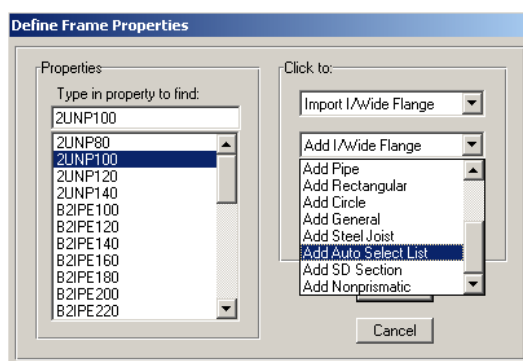 Define Frame Properties
Properties
Type in property to find:
2UNP100
2UNP80
2UNP100
2UNP120
2UNP140
B2IPE100
B2IPE120
B2IPE140
B2IPE160
B2IPE180
B2IPE200
B2IPE220
Click to:
Import I/Wide Flange
Add I/Wide Flange
Add Pipe
Add Rectangular
Add Circle
Add General
Add Steel Joist
Add Auto Select List
Add SD Section
Add Nonprismatic
Cancel